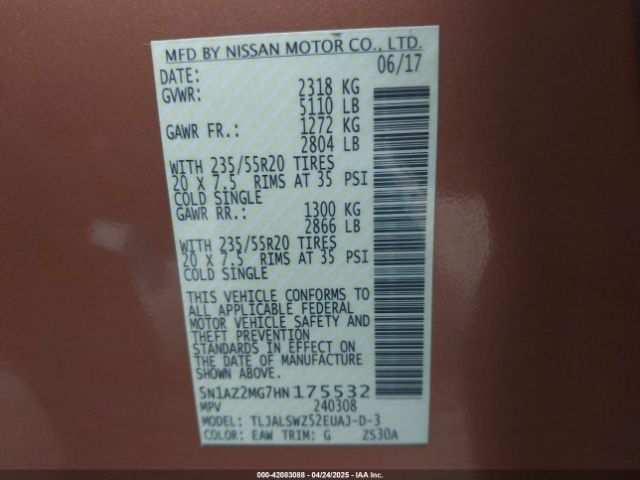 MFD BY NISSAN MOTOR CO., LTD.
DATE: 06/17
GVWR: 2318 KG
5110 LB
GAWR FR.: 1272 KG
2804 LB
WITH 235/55R20 TIRES
20 X 7.5 RIMS AT 35 PSI
COLD SINGLE
GAWR RR.: 1300 KG
2866 LB
WITH 235/55R20 TIRES
20 X 7.5 RIMS AT 35 PSI
COLD SINGLE
THIS VEHICLE CONFORMS TO
ALL APPLICABLE FEDERAL
MOTOR VEHICLE SAFETY AND
THEFT PREVENTION
STANDARDS IN EFFECT ON
THE DATE OF MANUFACTURE
SHOWN ABOVE.
5N1AZ2MG7HN175532
MPV 240308
MODEL: TLJALSWZ52EUAJ-D-3
COLOR: EAW TRIM: G ZS30A
000-42083088 - 04/24/2025 - IAA Inc.